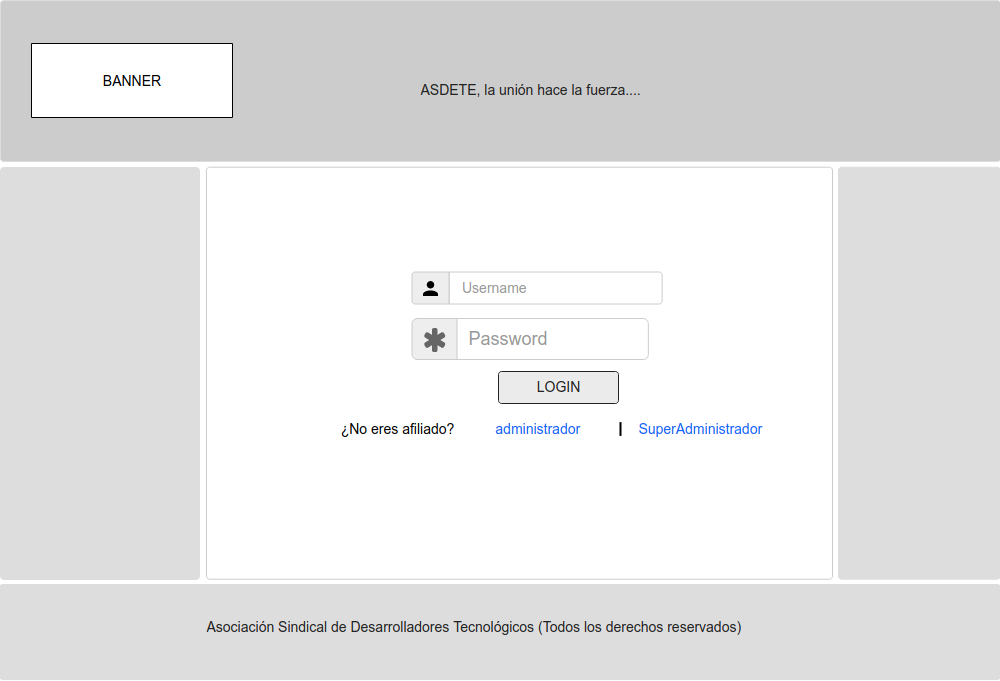 BANNER
ASDETE, la unión hace la fuerza....
Username
Password
LOGIN
¿No eres afiliado? administrador | SuperAdministrador
Asociación Sindical de Desarrolladores Tecnológicos (Todos los derechos reservados)